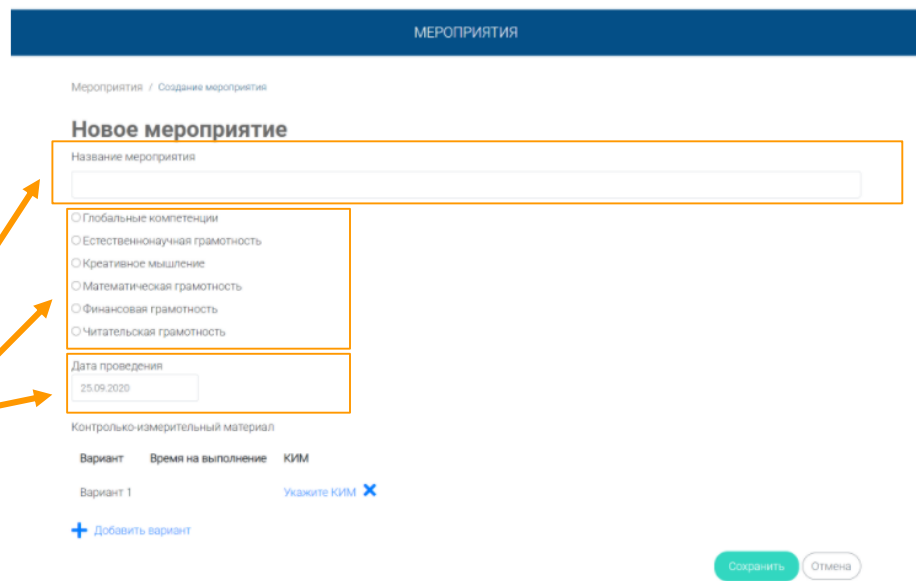 МЕРОПРИЯТИЯ
Мероприятия / Создание мероприятия
Новое мероприятие
Название мероприятия
Глобальные компетенции
Естественнонаучная грамотность
Креативное мышление
Математическая грамотность
Финансовая грамотность
Читательская грамотность
Дата проведения
25.09.2020
Контролько-измерительный материал
Вариант Время на выполнение КИМ
Вариант 1 Укажите КИМ
Добавить вариант
Сохранить Отмена